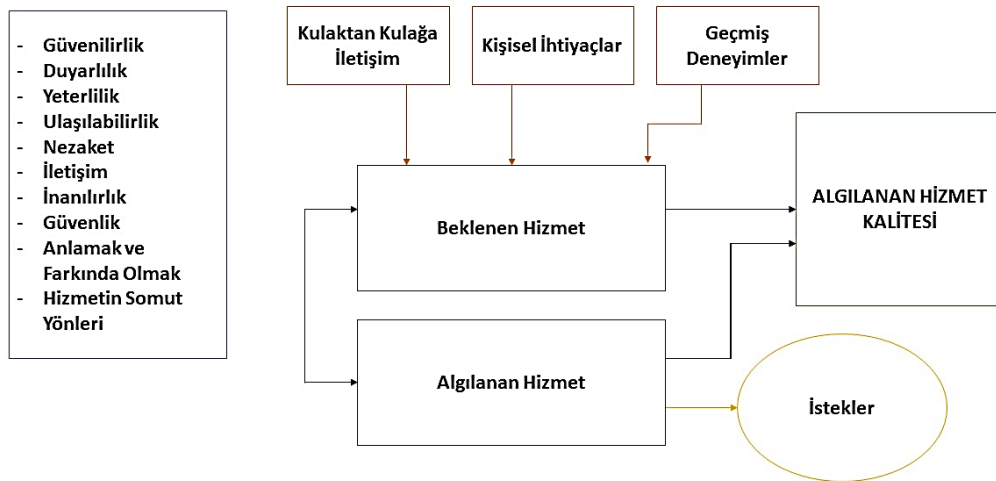 - Güvenilirlik
- Duyarlılık
- Yeterlilik
- Ulaşılabilirlik
- Nezaket
- İletişim
- İnanılırlık
- Güvenlik
- Anlamak ve
Farkında Olmak
- Hizmetin Somut
Yönleri
Kulaktan Kulağa
İletişim
Kişisel İhtiyaçlar
Geçmiş
Deneyimler
Beklenen Hizmet
ALGILANAN HİZMET
KALİTESİ
Algılanan Hizmet
İstekler